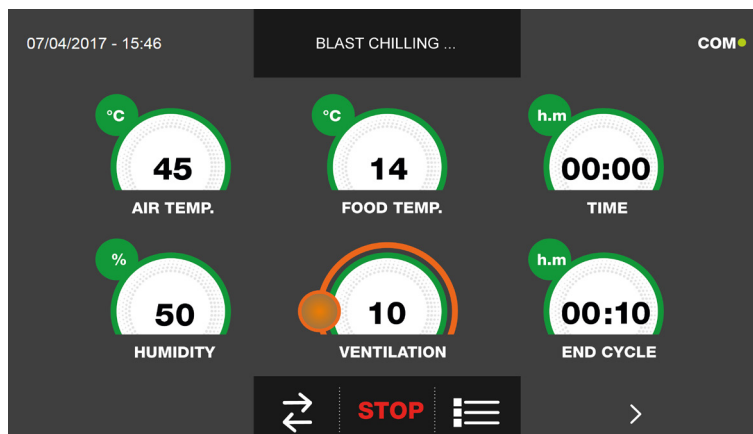 07/04/2017 - 15:46
BLAST CHILLING ...
COM
°C
45
AIR TEMP.
°C
14
FOOD TEMP.
h.m
00:00
TIME
%
50
HUMIDITY
10
VENTILATION
h.m
00:10
END CYCLE
STOP